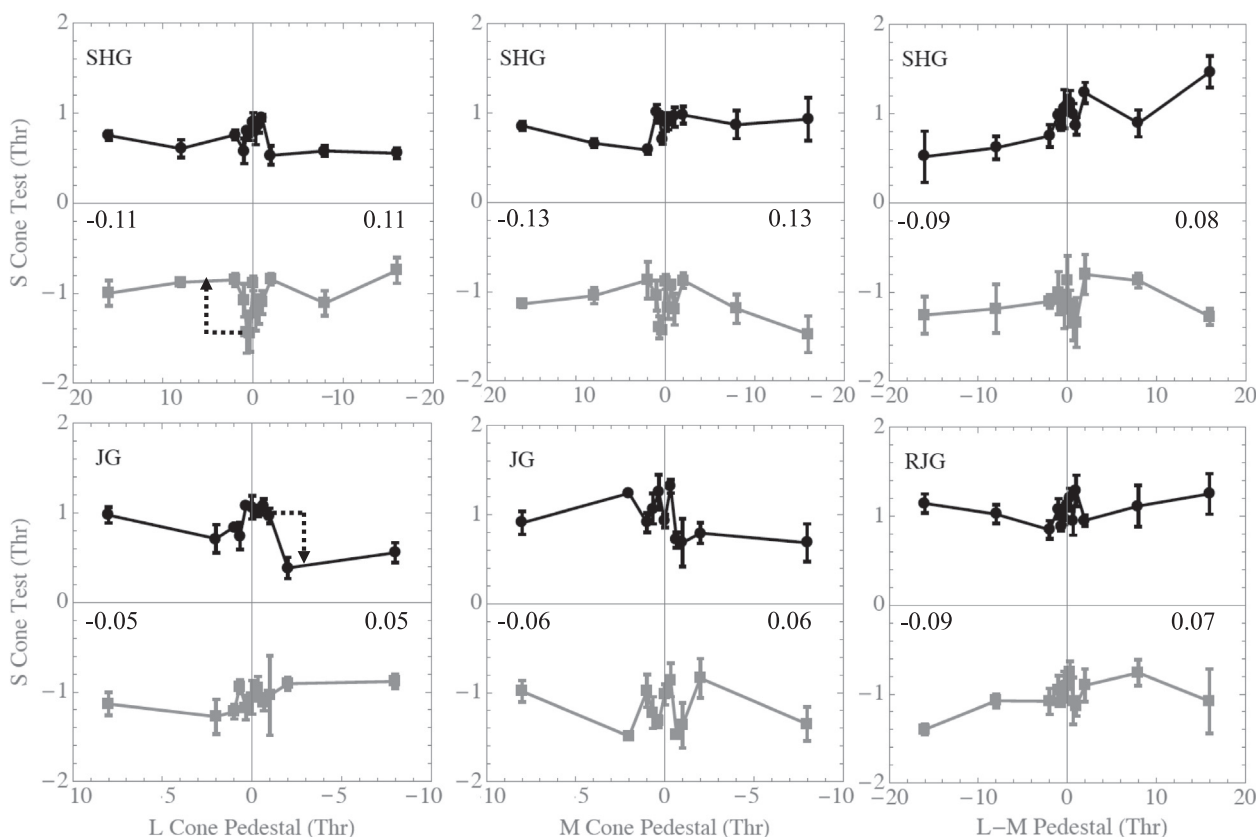 2 2 2
SHG SHG SHG
1 1 1
0 0 0
-0.11 0.11 -0.13 0.13 -0.09 0.08
−1 −1 −1
−2 −2 −2
20 10 0 −10 −20 20 10 0 −10 −20 −20 −10 0 10 20
S Cone Test (Thr)
2 2 2
JG JG RJG
1 1 1
0 0 0
-0.05 0.05 -0.06 0.06 -0.09 0.07
−1 −1 −1
−2 −2 −2
10 5 0 −5 −10 10 5 0 −5 −10 −20 −10 0 10 20
S Cone Test (Thr)
L Cone Pedestal (Thr) M Cone Pedestal (Thr) L−M Pedestal (Thr)